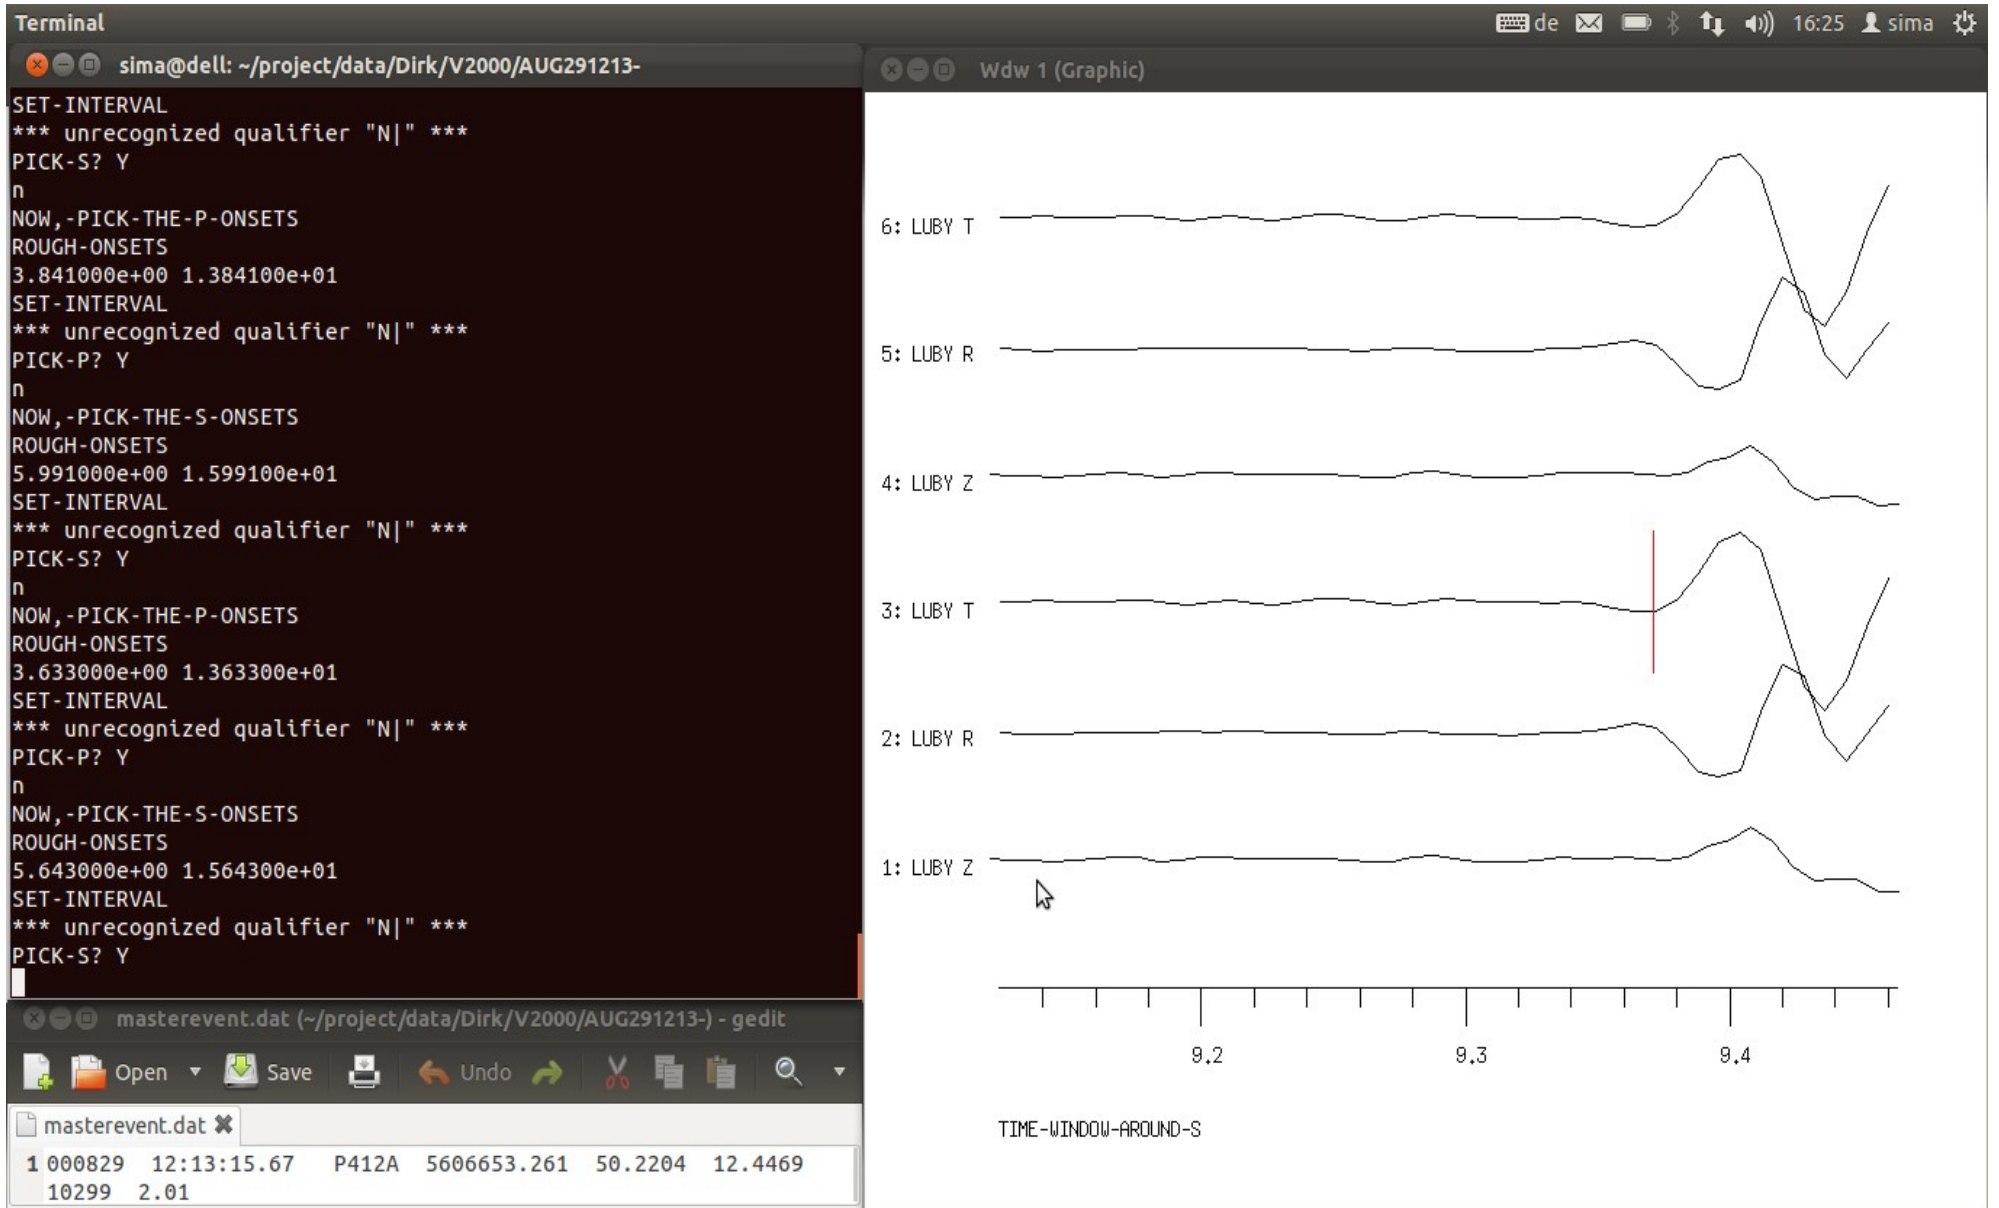 Terminal
de 16:25 sima
sima@dell: ~/project/data/Dirk/V2000/AUG291213-
SET-INTERVAL
*** unrecognized qualifier "N|" ***
PICK-S? Y
n
NOW,-PICK-THE-P-ONSETS
ROUGH-ONSETS
3.841000e+00 1.384100e+01
SET-INTERVAL
*** unrecognized qualifier "N|" ***
PICK-P? Y
n
NOW,-PICK-THE-S-ONSETS
ROUGH-ONSETS
5.991000e+00 1.599100e+01
SET-INTERVAL
*** unrecognized qualifier "N|" ***
PICK-S? Y
n
NOW,-PICK-THE-P-ONSETS
ROUGH-ONSETS
3.633000e+00 1.363300e+01
SET-INTERVAL
*** unrecognized qualifier "N|" ***
PICK-P? Y
n
NOW,-PICK-THE-S-ONSETS
ROUGH-ONSETS
5.643000e+00 1.564300e+01
SET-INTERVAL
*** unrecognized qualifier "N|" ***
PICK-S? Y
masterevent.dat (~/project/data/Dirk/V2000/AUG291213-) - gedit
Open Save Undo
masterevent.dat
1 000829 12:13:15.67 P412A 5606653.261 50.2204 12.4469
10299 2.01
Wdw 1 (Graphic)
6: LUBY T
5: LUBY R
4: LUBY Z
3: LUBY T
2: LUBY R
1: LUBY Z
9.2 9.3 9.4
TIME-WINDOW-AROUND-S